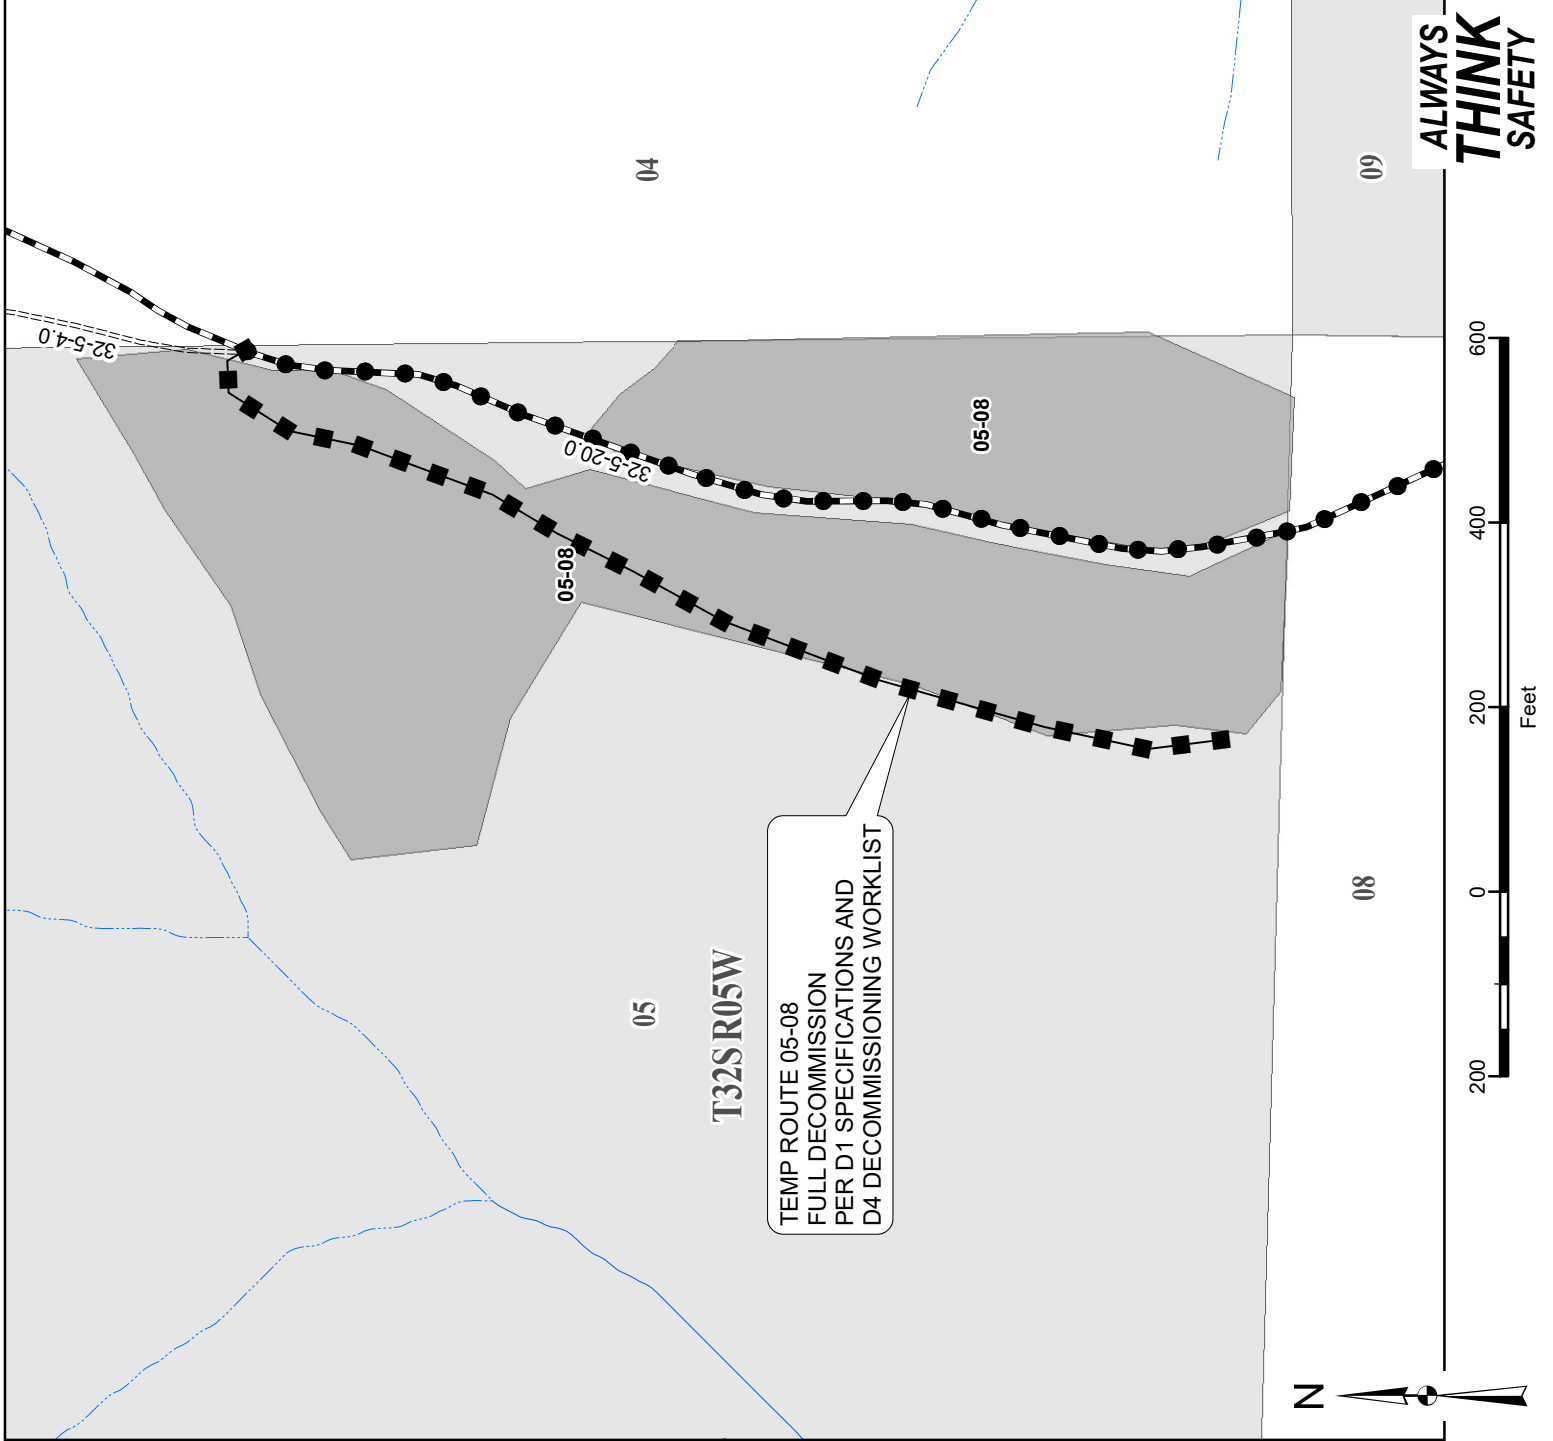 32-5-4.0
04
32-5-20.0
05-08
05-08
05
T32S R05W
TEMP ROUTE 05-08
FULL DECOMMISSION
PER D1 SPECIFICATIONS AND
D4 DECOMMISSIONING WORKLIST
08
09
N
200
0
200
400
600
Feet
ALWAYS
THINK
SAFETY